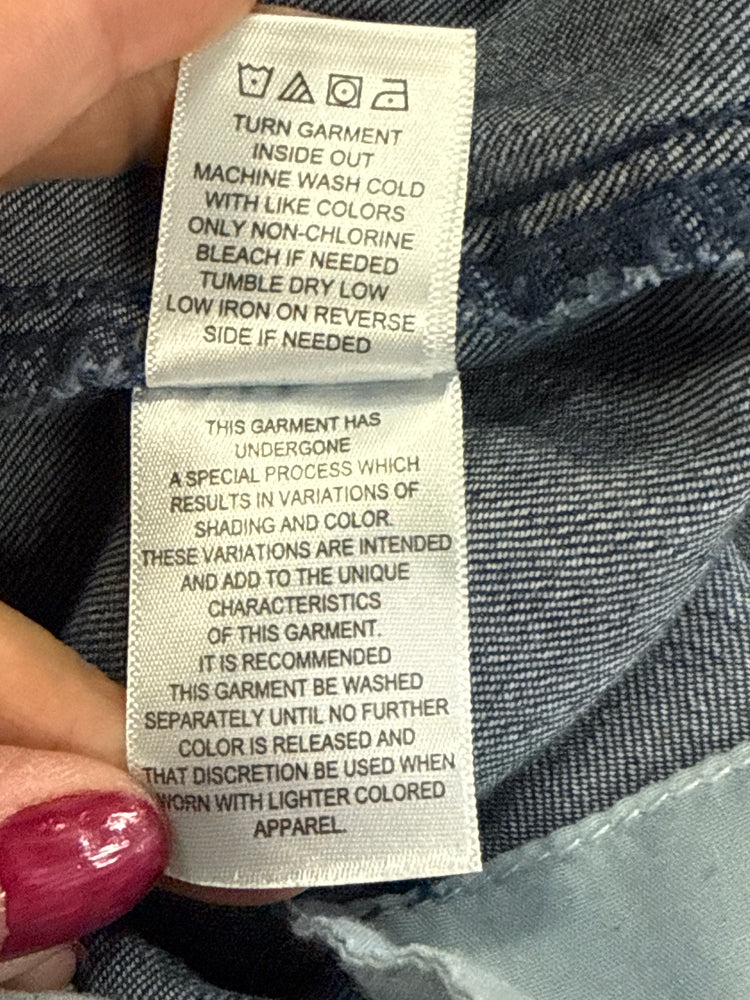 TURN GARMENT
INSIDE OUT
MACHINE WASH COLD
WITH LIKE COLORS
ONLY NON-CHLORINE
BLEACH IF NEEDED
TUMBLE DRY LOW
LOW IRON ON REVERSE
SIDE IF NEEDED
THIS GARMENT HAS
UNDERGONE
A SPECIAL PROCESS WHICH
RESULTS IN VARIATIONS OF
SHADING AND COLOR.
THESE VARIATIONS ARE INTENDED
AND ADD TO THE UNIQUE
CHARACTERISTICS
OF THIS GARMENT.
IT IS RECOMMENDED
THIS GARMENT BE WASHED
SEPARATELY UNTIL NO FURTHER
COLOR IS RELEASED AND
THAT DISCRETION BE USED WHEN
WORN WITH LIGHTER COLORED
APPAREL.